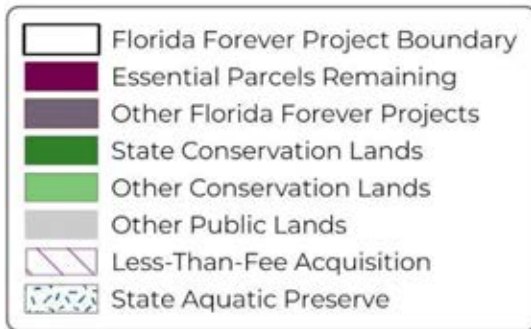 Florida Forever Project Boundary
Essential Parcels Remaining
Other Florida Forever Projects
State Conservation Lands
Other Conservation Lands
Other Public Lands
Less-Than-Fee Acquisition
State Aquatic Preserve